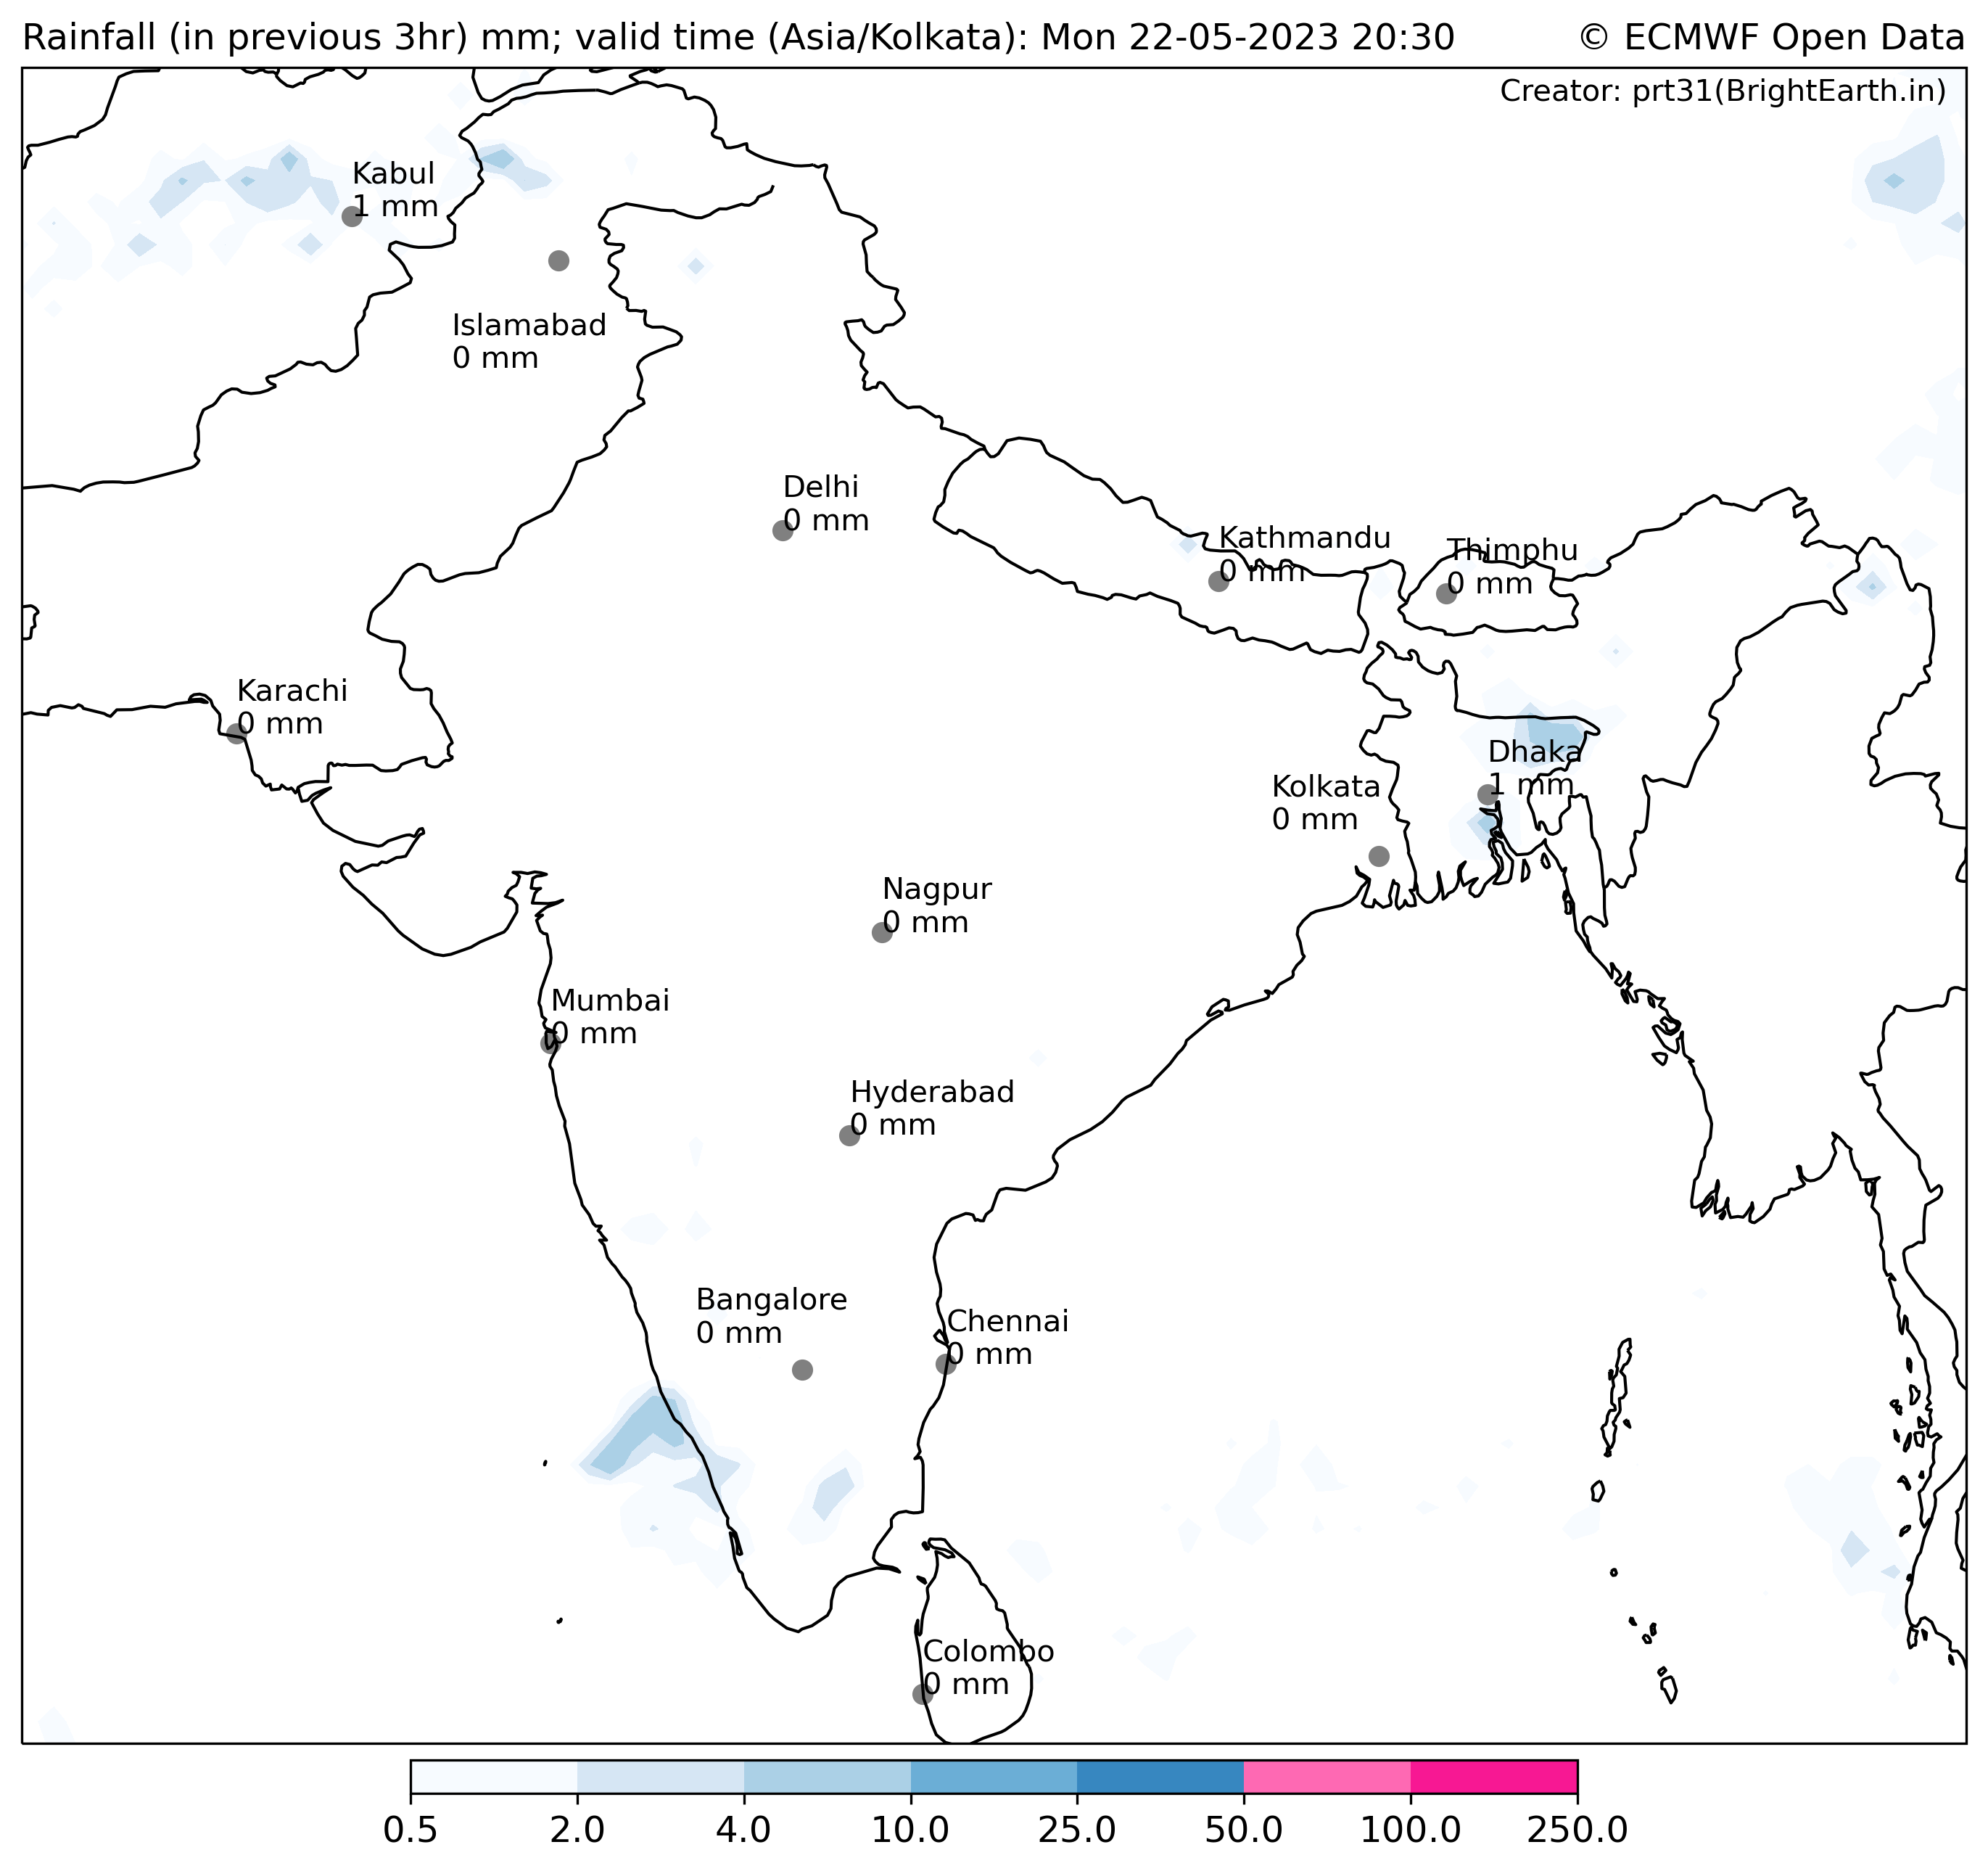 Rainfall (in previous 3hr) mm; valid time (Asia/Kolkata): Mon 22-05-2023 20:30
© ECMWF Open Data
Creator: prt31(BrightEarth.in)
Kabul
1 mm
Islamabad
0 mm
Delhi
0 mm
Kathmandu
0 mm
Thimphu
0 mm
Karachi
0 mm
Dhaka
1 mm
Kolkata
0 mm
Nagpur
0 mm
Mumbai
0 mm
Hyderabad
0 mm
Bangalore
0 mm
Chennai
0 mm
Colombo
0 mm
0.5 2.0 4.0 10.0 25.0 50.0 100.0 250.0